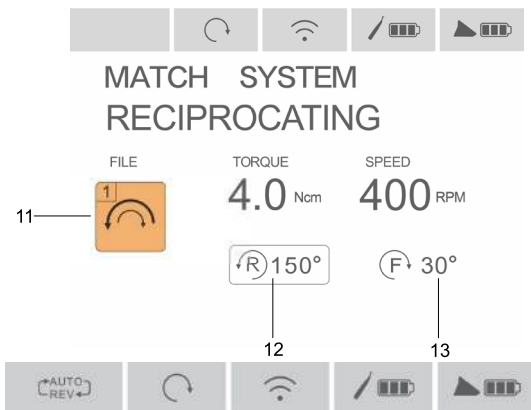 MATCH SYSTEM
RECIPROCATING
FILE TORQUE SPEED
1 4.0 Ncm 400 RPM
11
R 150° F 30°
12 13
AUTO
REV